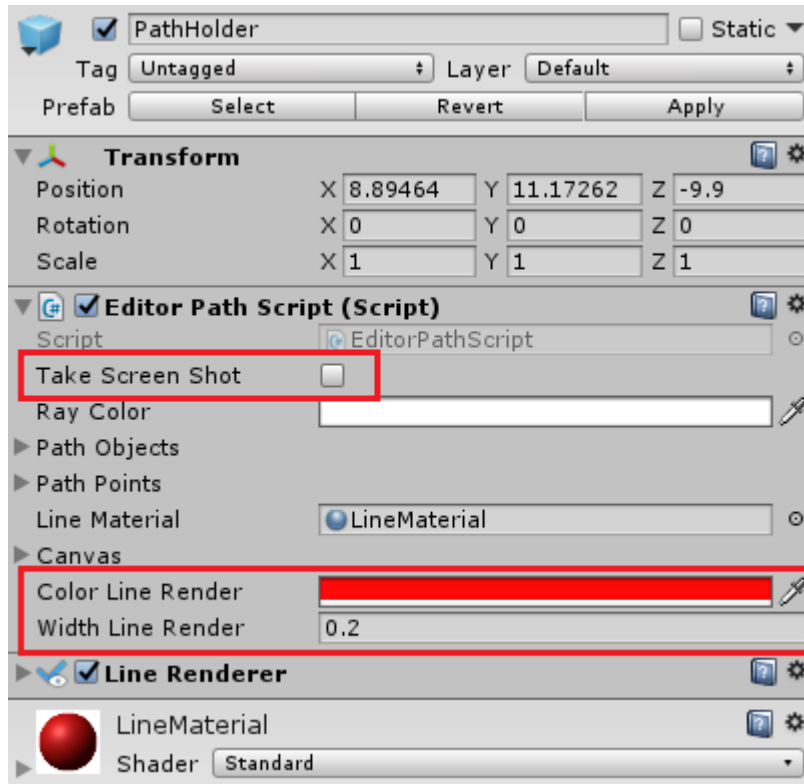 PathHolder Static
Tag Untagged Layer Default
Prefab Select Revert Apply
Transform
Position X 8.89464 Y 11.17262 Z -9.9
Rotation X 0 Y 0 Z 0
Scale X 1 Y 1 Z 1
Editor Path Script (Script)
Script EditorPathScript
Take Screen Shot
Ray Color
Path Objects
Path Points
Line Material LineMaterial
Canvas
Color Line Render
Width Line Render 0.2
Line Renderer
LineMaterial
Shader Standard